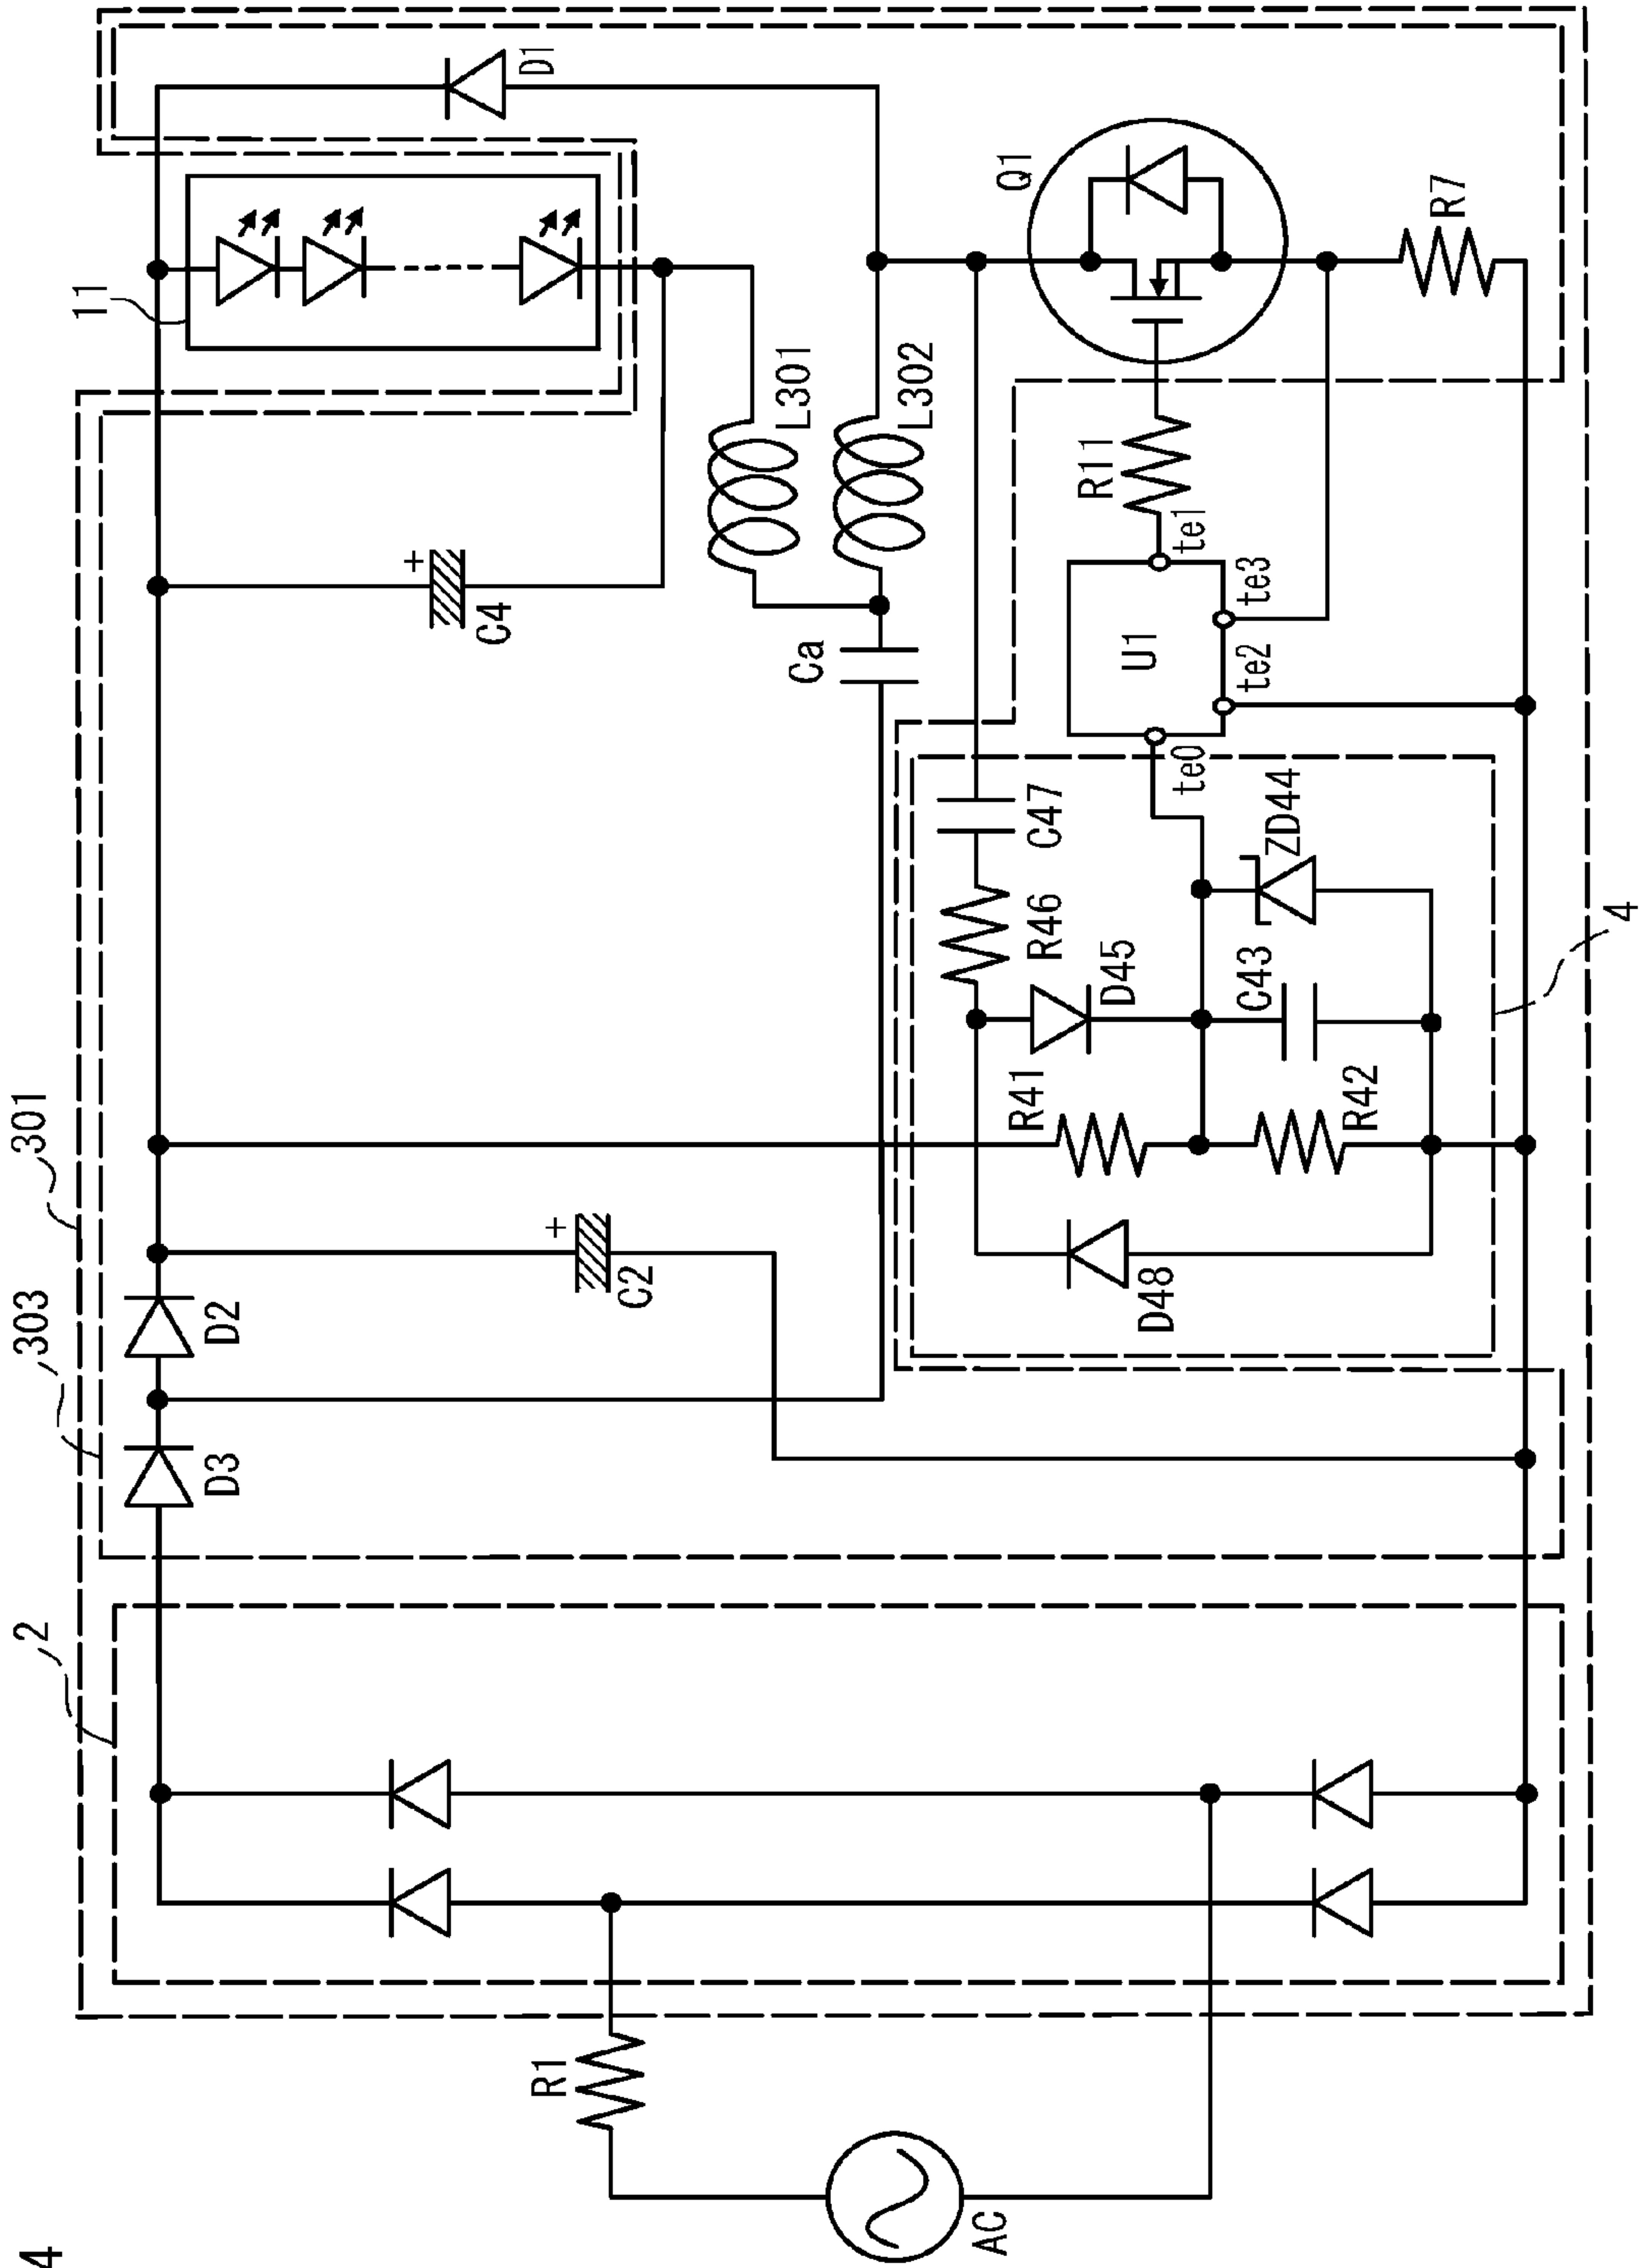 4
301
303
2
11
D1
D3
D2
C4
C2
L301
L302
Ca
Q1
R7
R11
te1
te3
U1
te2
te0
C47
R46
D45
ZD44
C43
R41
R42
D48
4
R1
AC
+
+